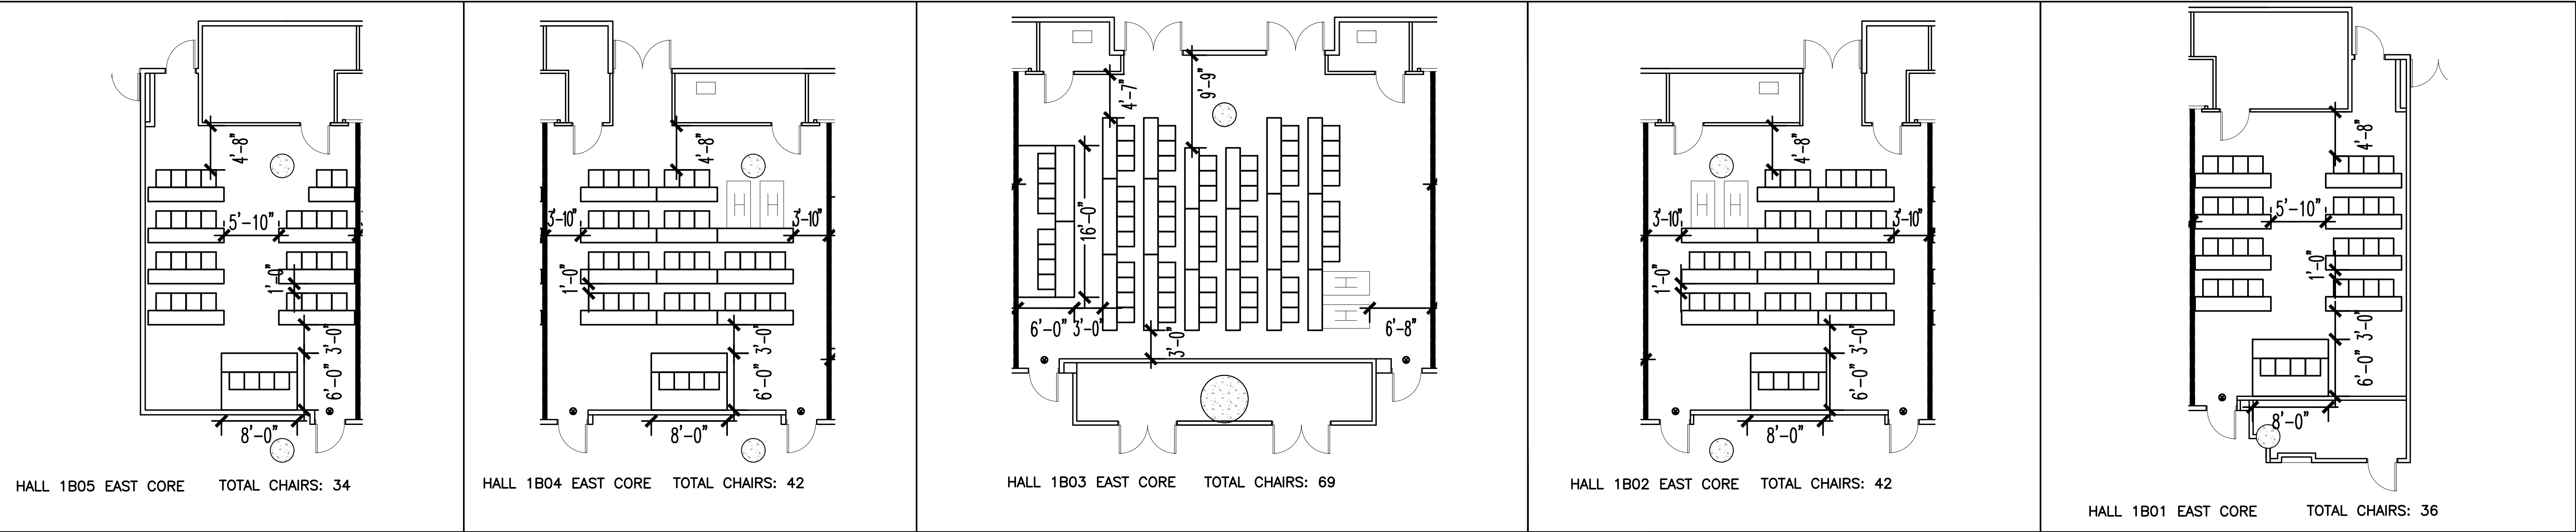 4'-8"
5'-10"
1'-0"
3'-0"
6'-0"
8'-0"
HALL 1B05 EAST CORE TOTAL CHAIRS: 34
4'-8"
H H
3'-10" 3'-10"
1'-0"
3'-0"
6'-0"
8'-0"
HALL 1B04 EAST CORE TOTAL CHAIRS: 42
9'-9"
4'-7"
16'-0"
H
H
6'-0" 3'-0" 6'-8"
3'-0"
HALL 1B03 EAST CORE TOTAL CHAIRS: 69
4'-8"
H H
3'-10" 3'-10"
1'-0"
3'-0"
6'-0"
8'-0"
HALL 1B02 EAST CORE TOTAL CHAIRS: 42
4'-8"
5'-10"
1'-0"
3'-0"
6'-0"
8'-0"
HALL 1B01 EAST CORE TOTAL CHAIRS: 36